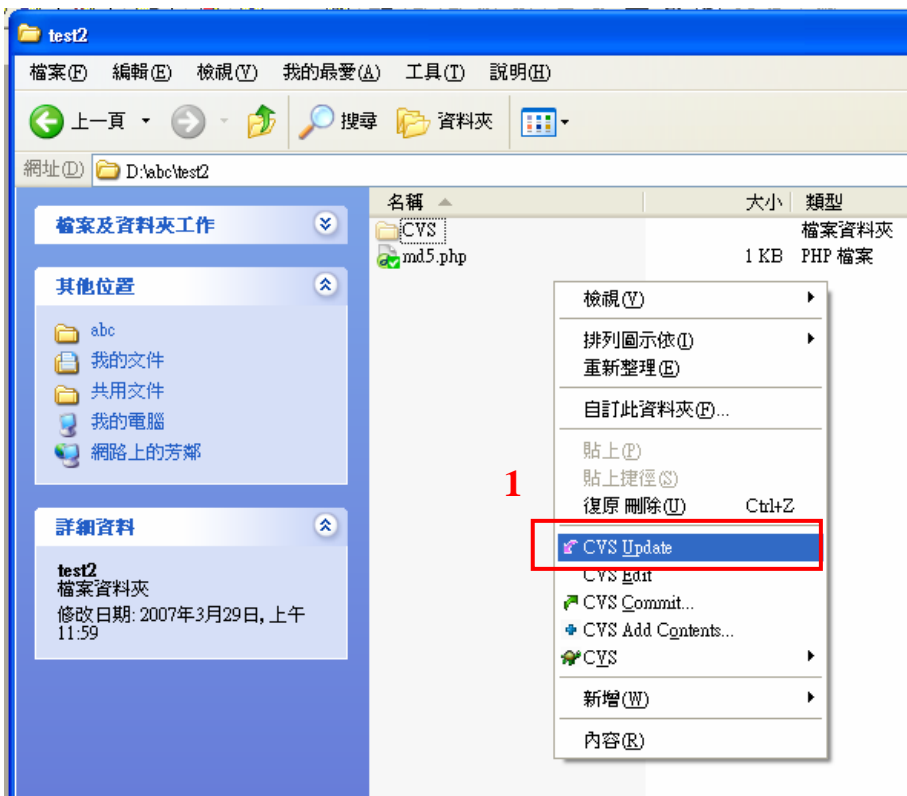 test2
檔案(F) 編輯(E) 檢視(V) 我的最愛(A) 工具(T) 說明(H)
上一頁 搜尋 資料夾
網址(D) D:\abc\test2
名稱 大小 類型
檔案及資料夾工作
CVS 檔案資料夾
md5.php 1 KB PHP 檔案
其他位置
abc
我的文件
共用文件
我的電腦
網路上的芳鄰
詳細資料
test2
檔案資料夾
修改日期: 2007年3月29日, 上午
11:59
檢視(V)
排列圖示依(I)
重新整理(E)
自訂此資料夾(F)...
貼上(P)
貼上捷徑(S)
1
復原 刪除(U) Ctrl+Z
CVS Update
CVS Edit
CVS Commit...
CVS Add Contents...
CVS
新增(W)
內容(R)